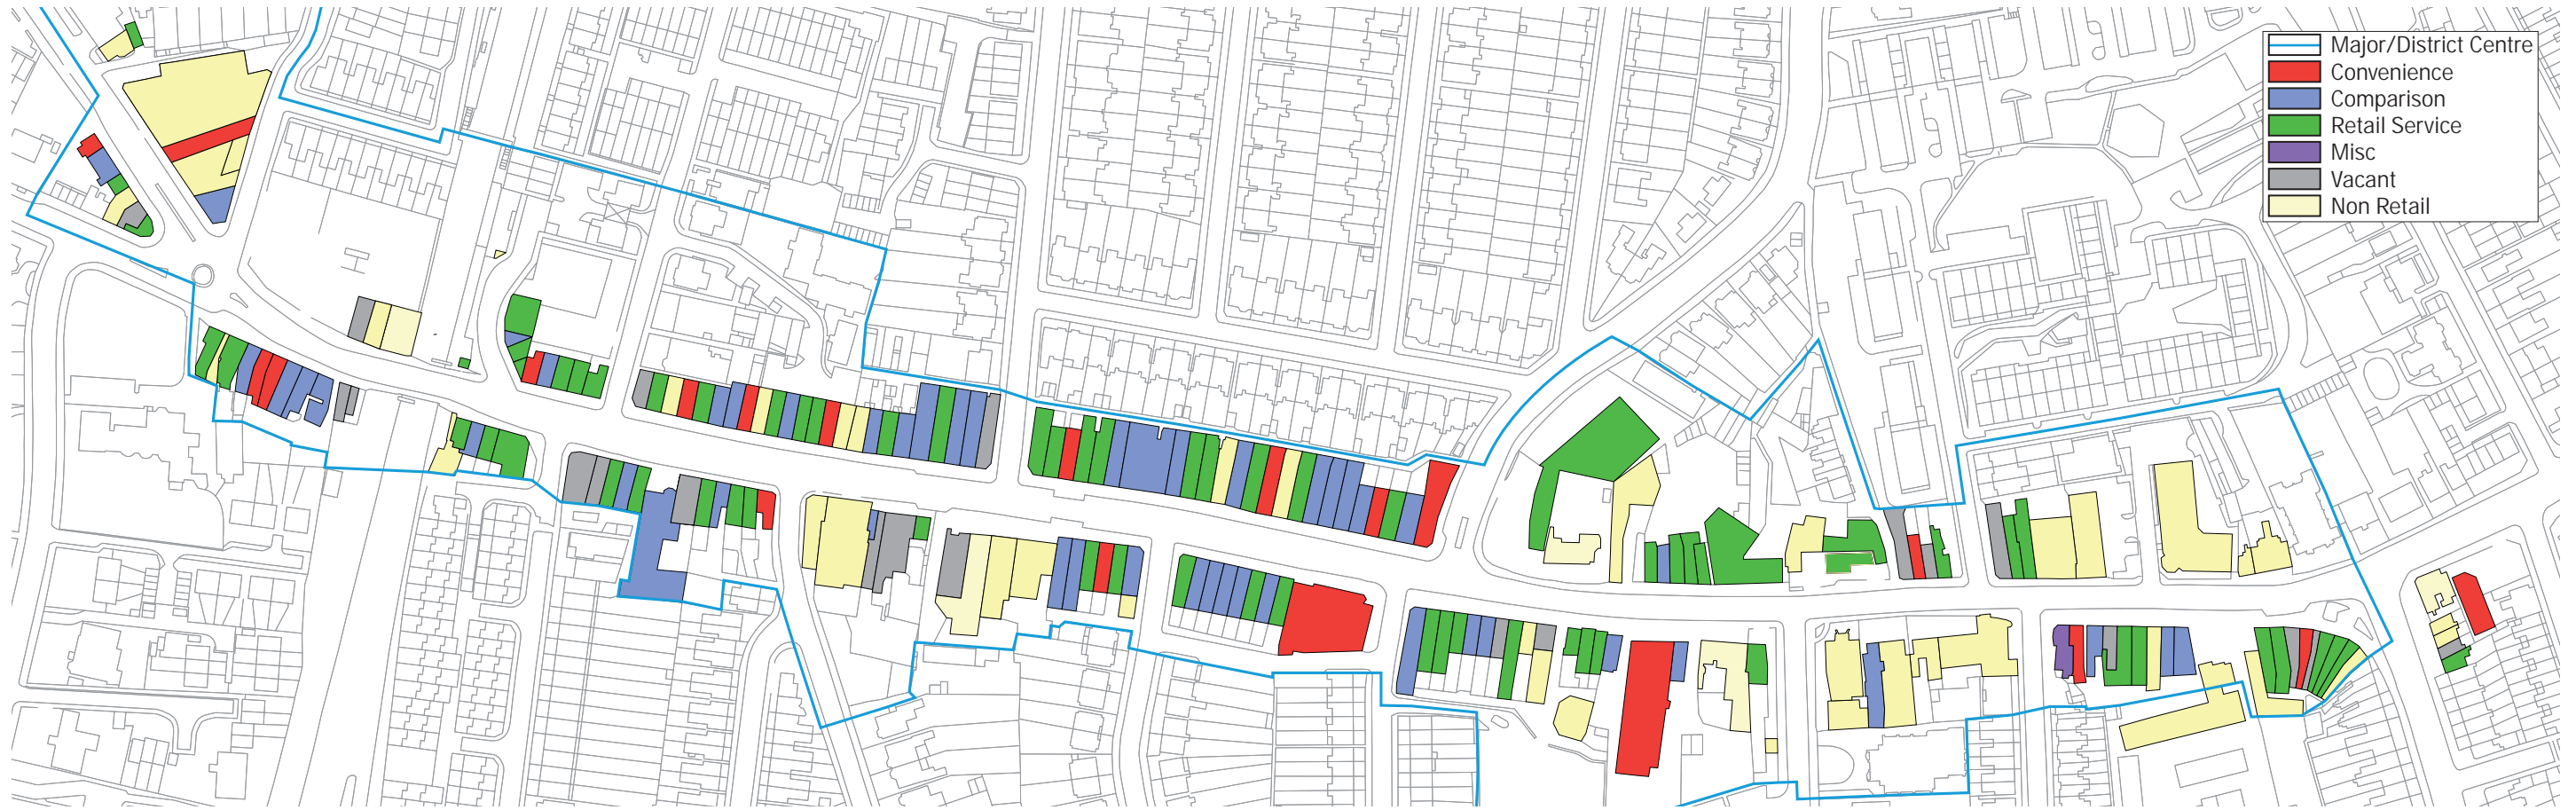 Major/District Centre
Convenience
Comparison
Retail Service
Misc
Vacant
Non Retail